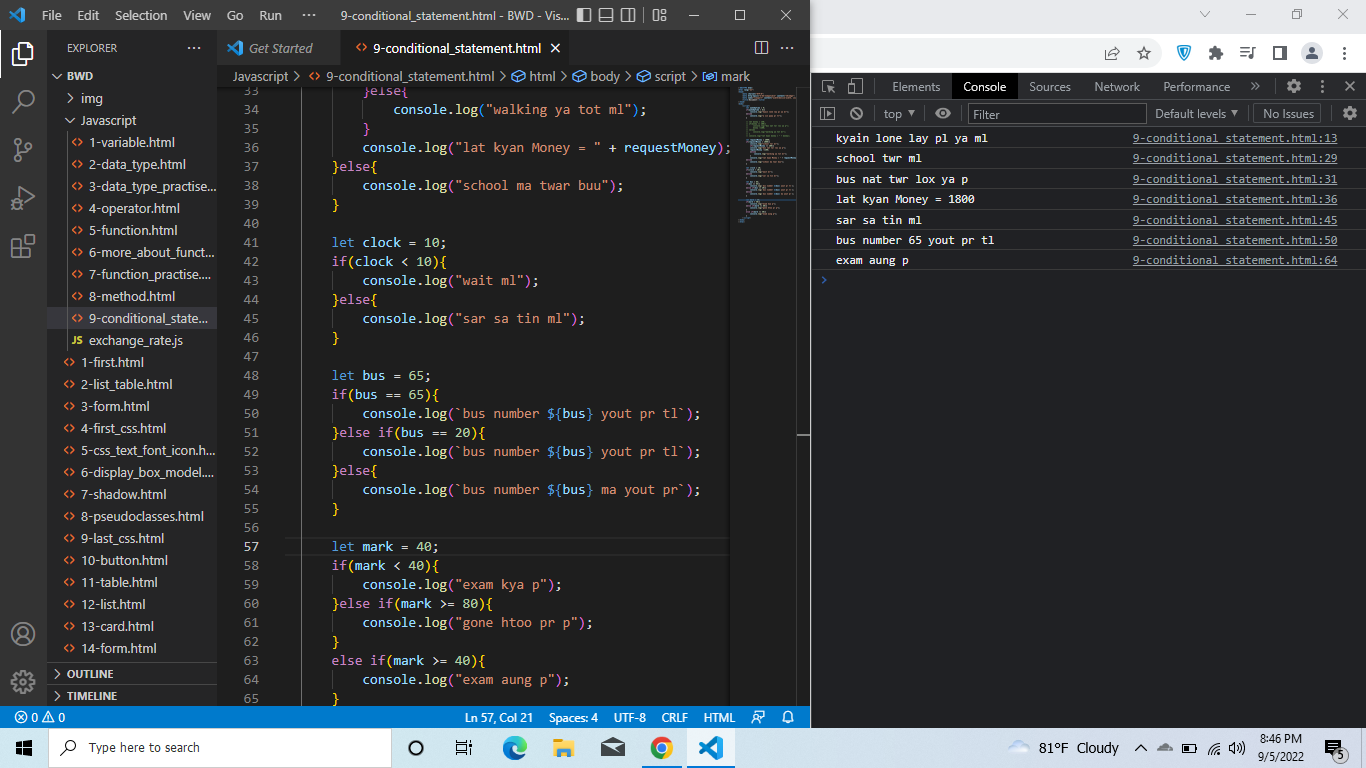 File Edit Selection View Go Run ··· 9-conditional_statement.html - BWD - Vis...
EXPLORER ···
BWD
img
Javascript
1-variable.html
2-data_type.html
3-data_type_practise...
4-operator.html
5-function.html
6-more_about_funct...
7-function_practise....
8-method.html
9-conditional_state...
JS exchange_rate.js
1-first.html
2-list_table.html
3-form.html
4-first_css.html
5-css_text_font_icon.h...
6-display_box_model....
7-shadow.html
8-pseudoclasses.html
9-last_css.html
10-button.html
11-table.html
12-list.html
13-card.html
14-form.html
OUTLINE
TIMELINE
Get Started 9-conditional_statement.html
Javascript > 9-conditional_statement.html > html > body > script > mark
33 }else{
34 console.log("walking ya tot ml");
35 }
36 console.log("lat kyan Money = " + requestMoney);
37 }else{
38 console.log("school ma twar buu");
39 }
40
41 let clock = 10;
42 if(clock < 10){
43 console.log("wait ml");
44 }else{
45 console.log("sar sa tin ml");
46 }
47
48 let bus = 65;
49 if(bus == 65){
50 console.log(`bus number ${bus} yout pr tl`);
51 }else if(bus == 20){
52 console.log(`bus number ${bus} yout pr tl`);
53 }else{
54 console.log(`bus number ${bus} ma yout pr`);
55 }
56
57 let mark = 40;
58 if(mark < 40){
59 console.log("exam kya p");
60 }else if(mark >= 80){
61 console.log("gone htoo pr p");
62 }
63 else if(mark >= 40){
64 console.log("exam aung p");
65 }
0 0 Ln 57, Col 21 Spaces: 4 UTF-8 CRLF HTML
Elements Console Sources Network Performance »
top Filter Default levels No Issues
kyain lone lay pl ya ml 9-conditional statement.html:13
school twr ml 9-conditional statement.html:29
bus nat twr lox ya p 9-conditional statement.html:31
lat kyan Money = 1800 9-conditional statement.html:36
sar sa tin ml 9-conditional statement.html:45
bus number 65 yout pr tl 9-conditional statement.html:50
exam aung p 9-conditional statement.html:64
Type here to search 81°F Cloudy
8:46 PM
9/5/2022
5